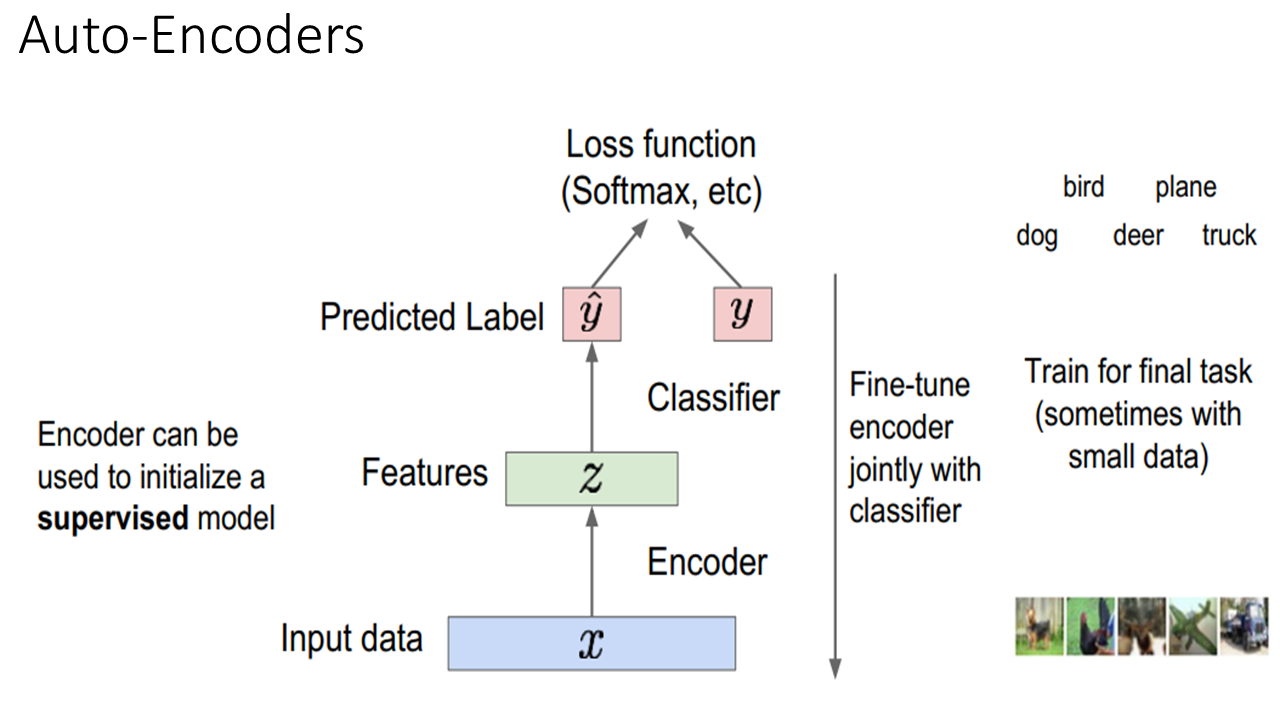 Auto-Encoders
Loss function
(Softmax, etc)
bird plane
dog deer truck
Predicted Label
ŷ
y
Classifier
Fine-tune
encoder
jointly with
classifier
Train for final task
(sometimes with
small data)
Encoder can be
used to initialize a
supervised model
Features
z
Encoder
Input data
x